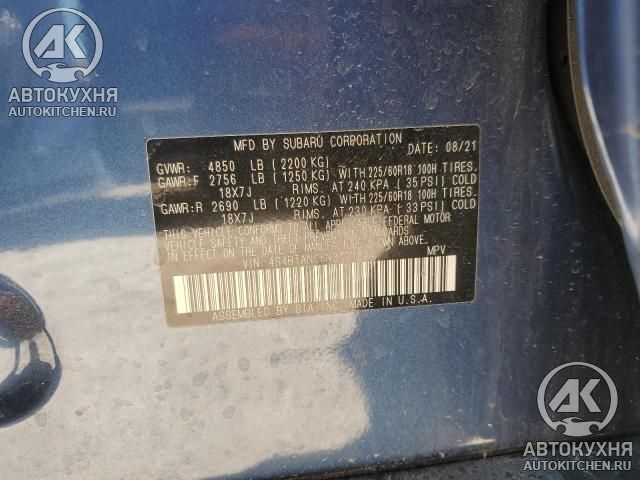 АВТОКУХНЯ
AUTOKITCHEN.RU
MFD BY SUBARU CORPORATION DATE: 08/21
GVWR: 4850 LB (2200 KG)
GAWR:F 2756 LB (1250 KG) WITH 225/60R18 100H TIRES.
18X7J RIMS. AT 240 KPA (35 PSI) COLD
GAWR:R 2690 LB (1220 KG) WITH 225/60R18 100H TIRES.
18X7J RIMS. AT 230 KPA (33 PSI) COLD
THIS VEHICLE CONFORMS TO ALL APPLICABLE FEDERAL MOTOR
VEHICLE SAFETY AND THEFT PREVENTION STANDARDS
IN EFFECT ON THE DATE OF MANUFACTURE SHOWN ABOVE.
VIN: MPV
ASSEMBLED BY SIA INC. MADE IN U.S.A.
АК
АВТОКУХНЯ
AUTOKITCHEN.RU